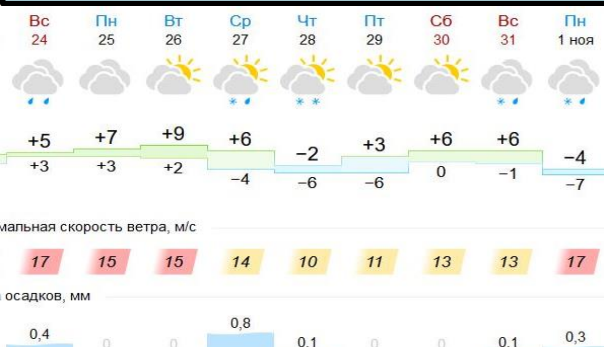 Вс Пн Вт Ср Чт Пт Сб Вс Пн
24 25 26 27 28 29 30 31 1 ноя
+5 +7 +9 +6 −2 +3 +6 +6 −4
+3 +3 +2 −4 −6 −6 0 −1 −7
мальная скорость ветра, м/с
17 15 15 14 10 11 13 13 17
осадков, мм
0,4 0 0 0,8 0,1 0 0 0,1 0,3